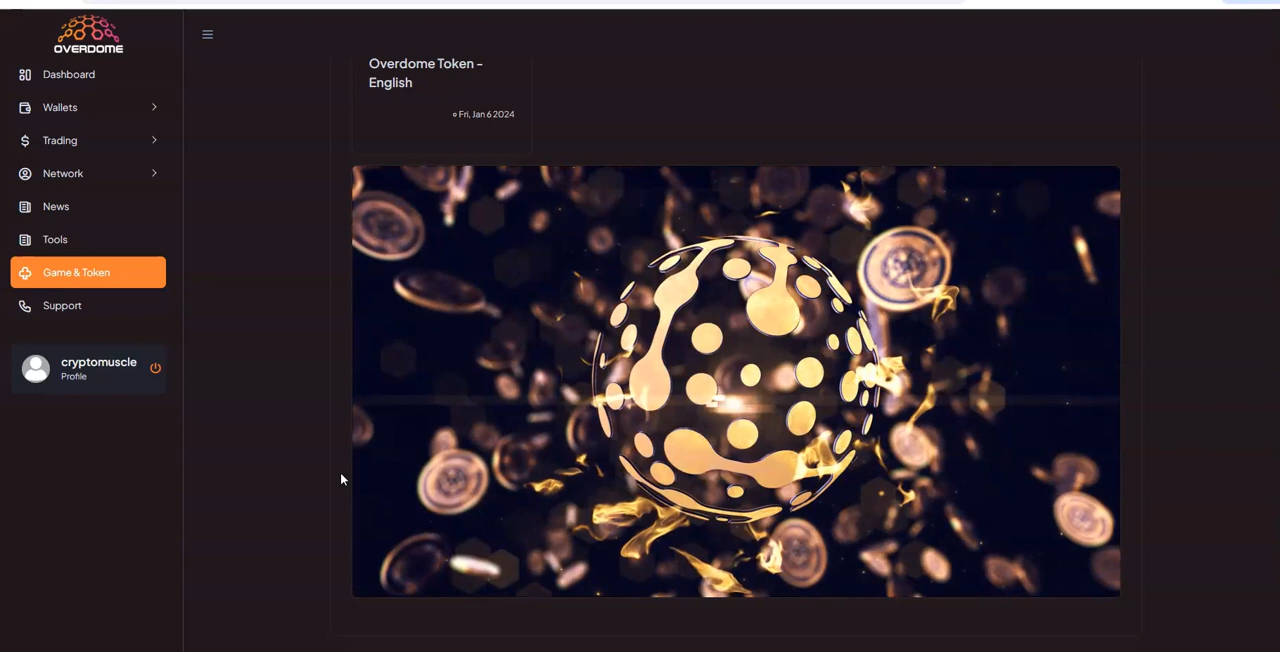 OVERDOME
Dashboard
Wallets
Trading
Network
News
Tools
Game & Token
Support
cryptomuscle
Profile
Overdome Token -
English
Fri, Jan 6 2024